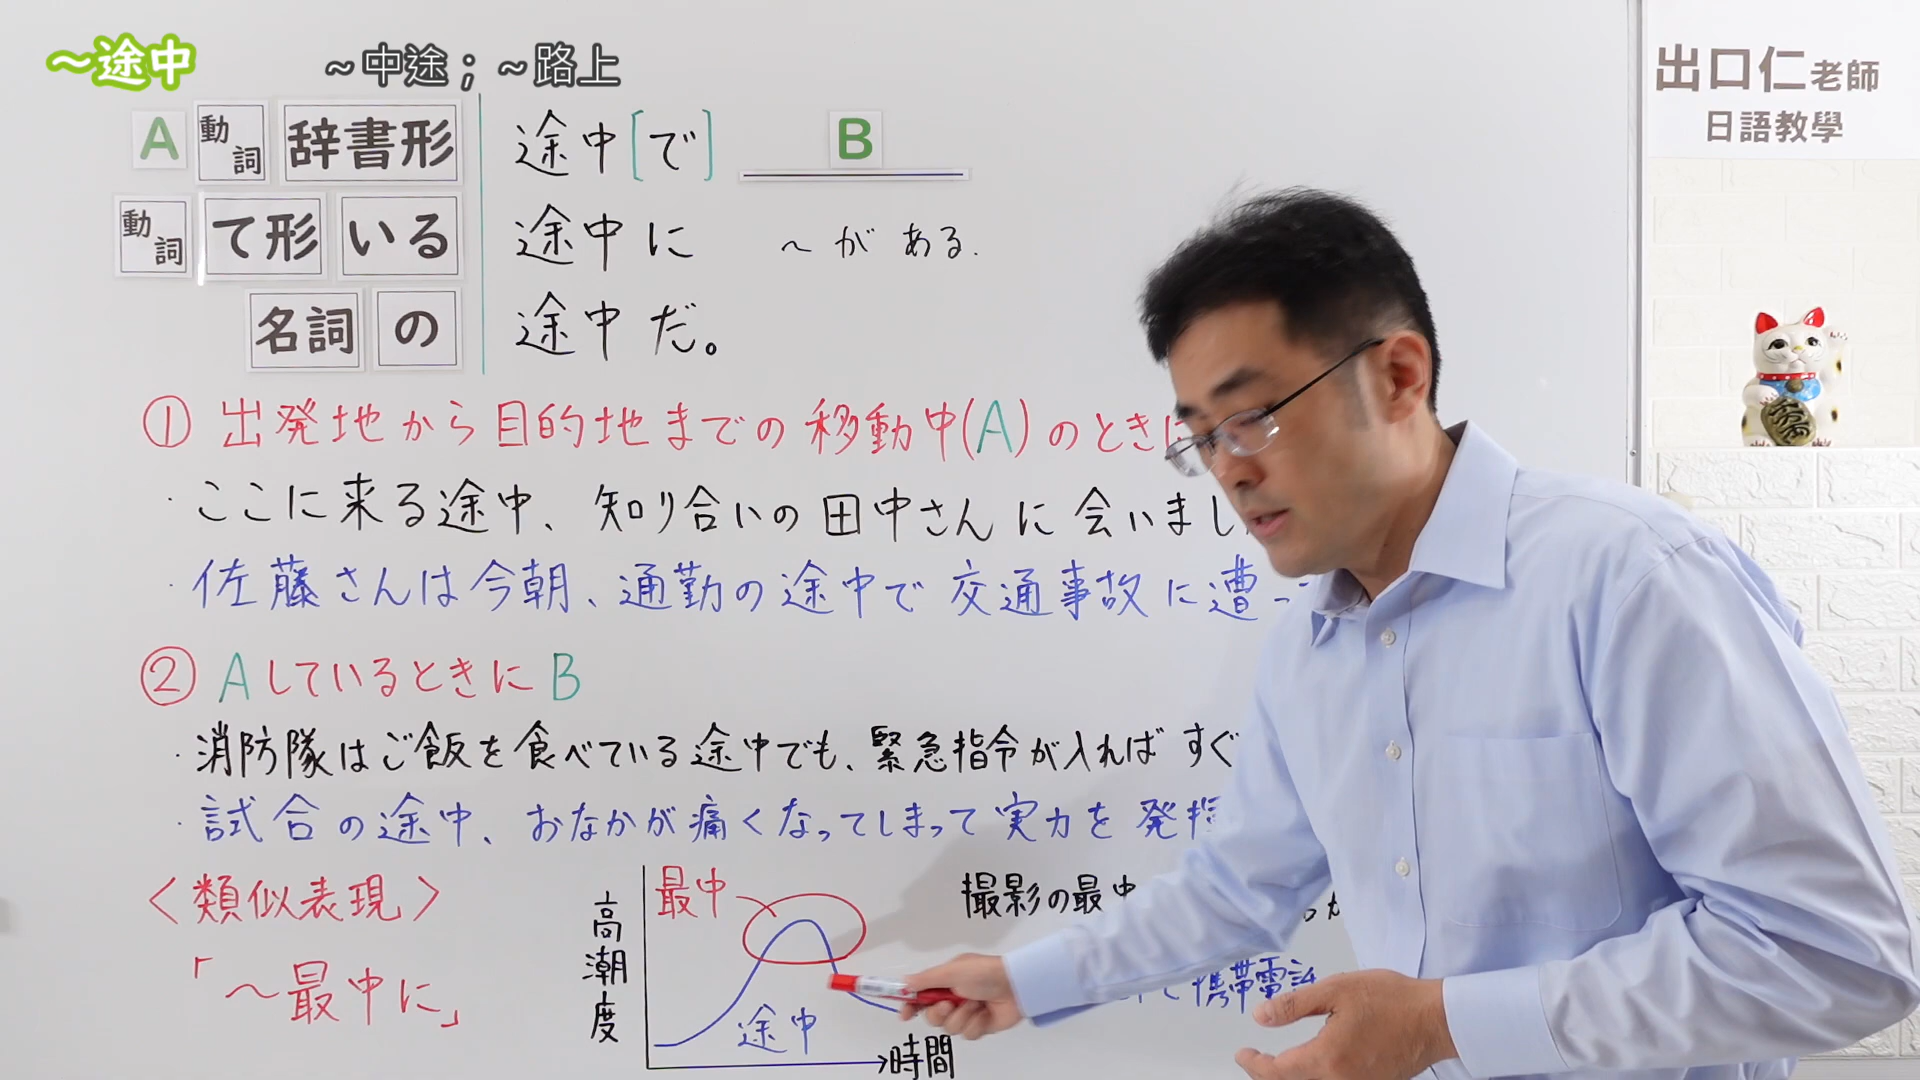 ～途中　～中途；～路上
出口仁老師
日語教學
A 動詞 辞書形 途中[で] B
動詞 て形 いる 途中に ～がある.
名詞 の 途中だ。
① 出発地から目的地までの移動中(A)のときに
・ここに来る途中、知り合いの田中さんに会いまし
・佐藤さんは今朝、通勤の途中で交通事故に遭っ
② AしているときにB
・消防隊はご飯を食べている途中でも、緊急指令が入ればすぐ
・試合の途中、おなかが痛くなってしまって実力を発揮
〈類似表現〉
「～最中に」
高潮度
最中
途中
時間
撮影の最中
携帯電話